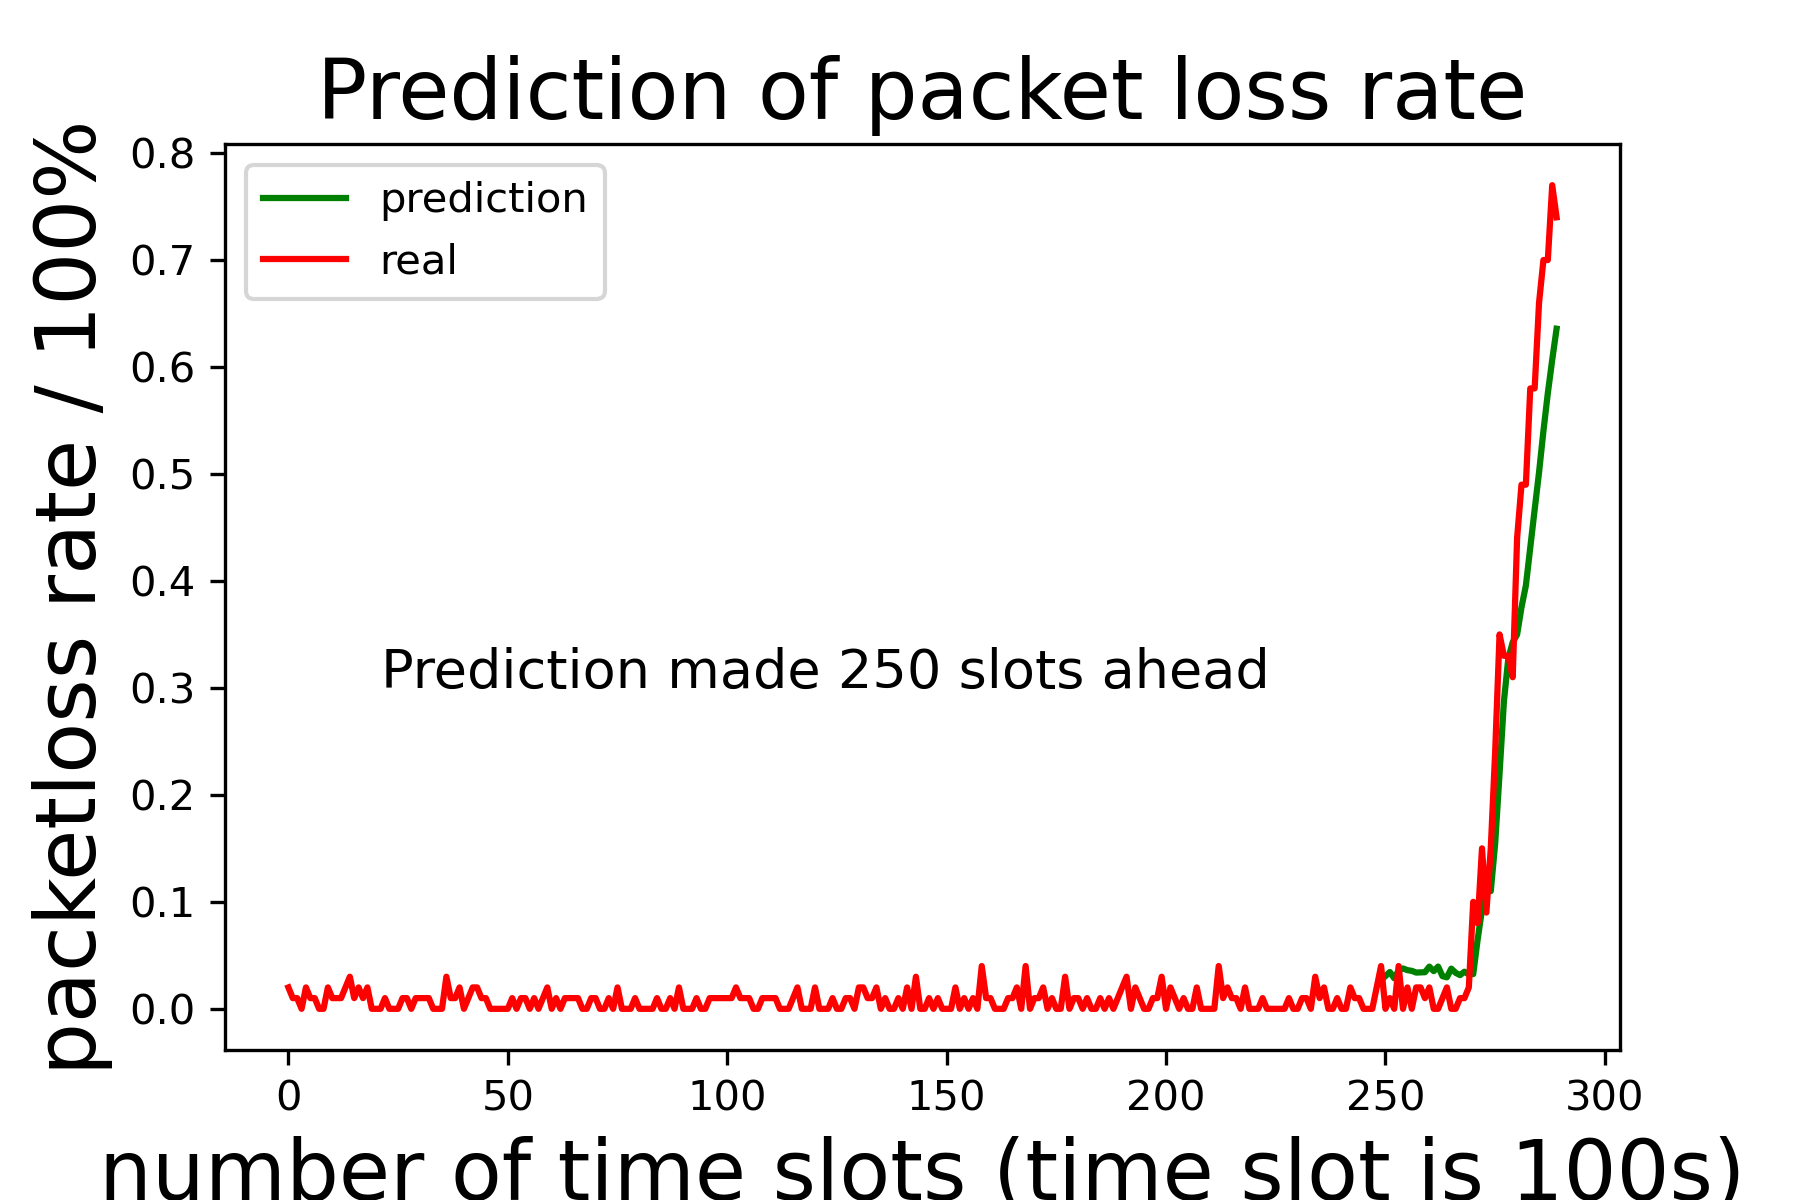 Prediction of packet loss rate
packetloss rate / 100%
0.8
0.7
0.6
0.5
0.4
0.3
0.2
0.1
0.0
prediction
real
Prediction made 250 slots ahead
0 50 100 150 200 250 300
number of time slots (time slot is 100s)